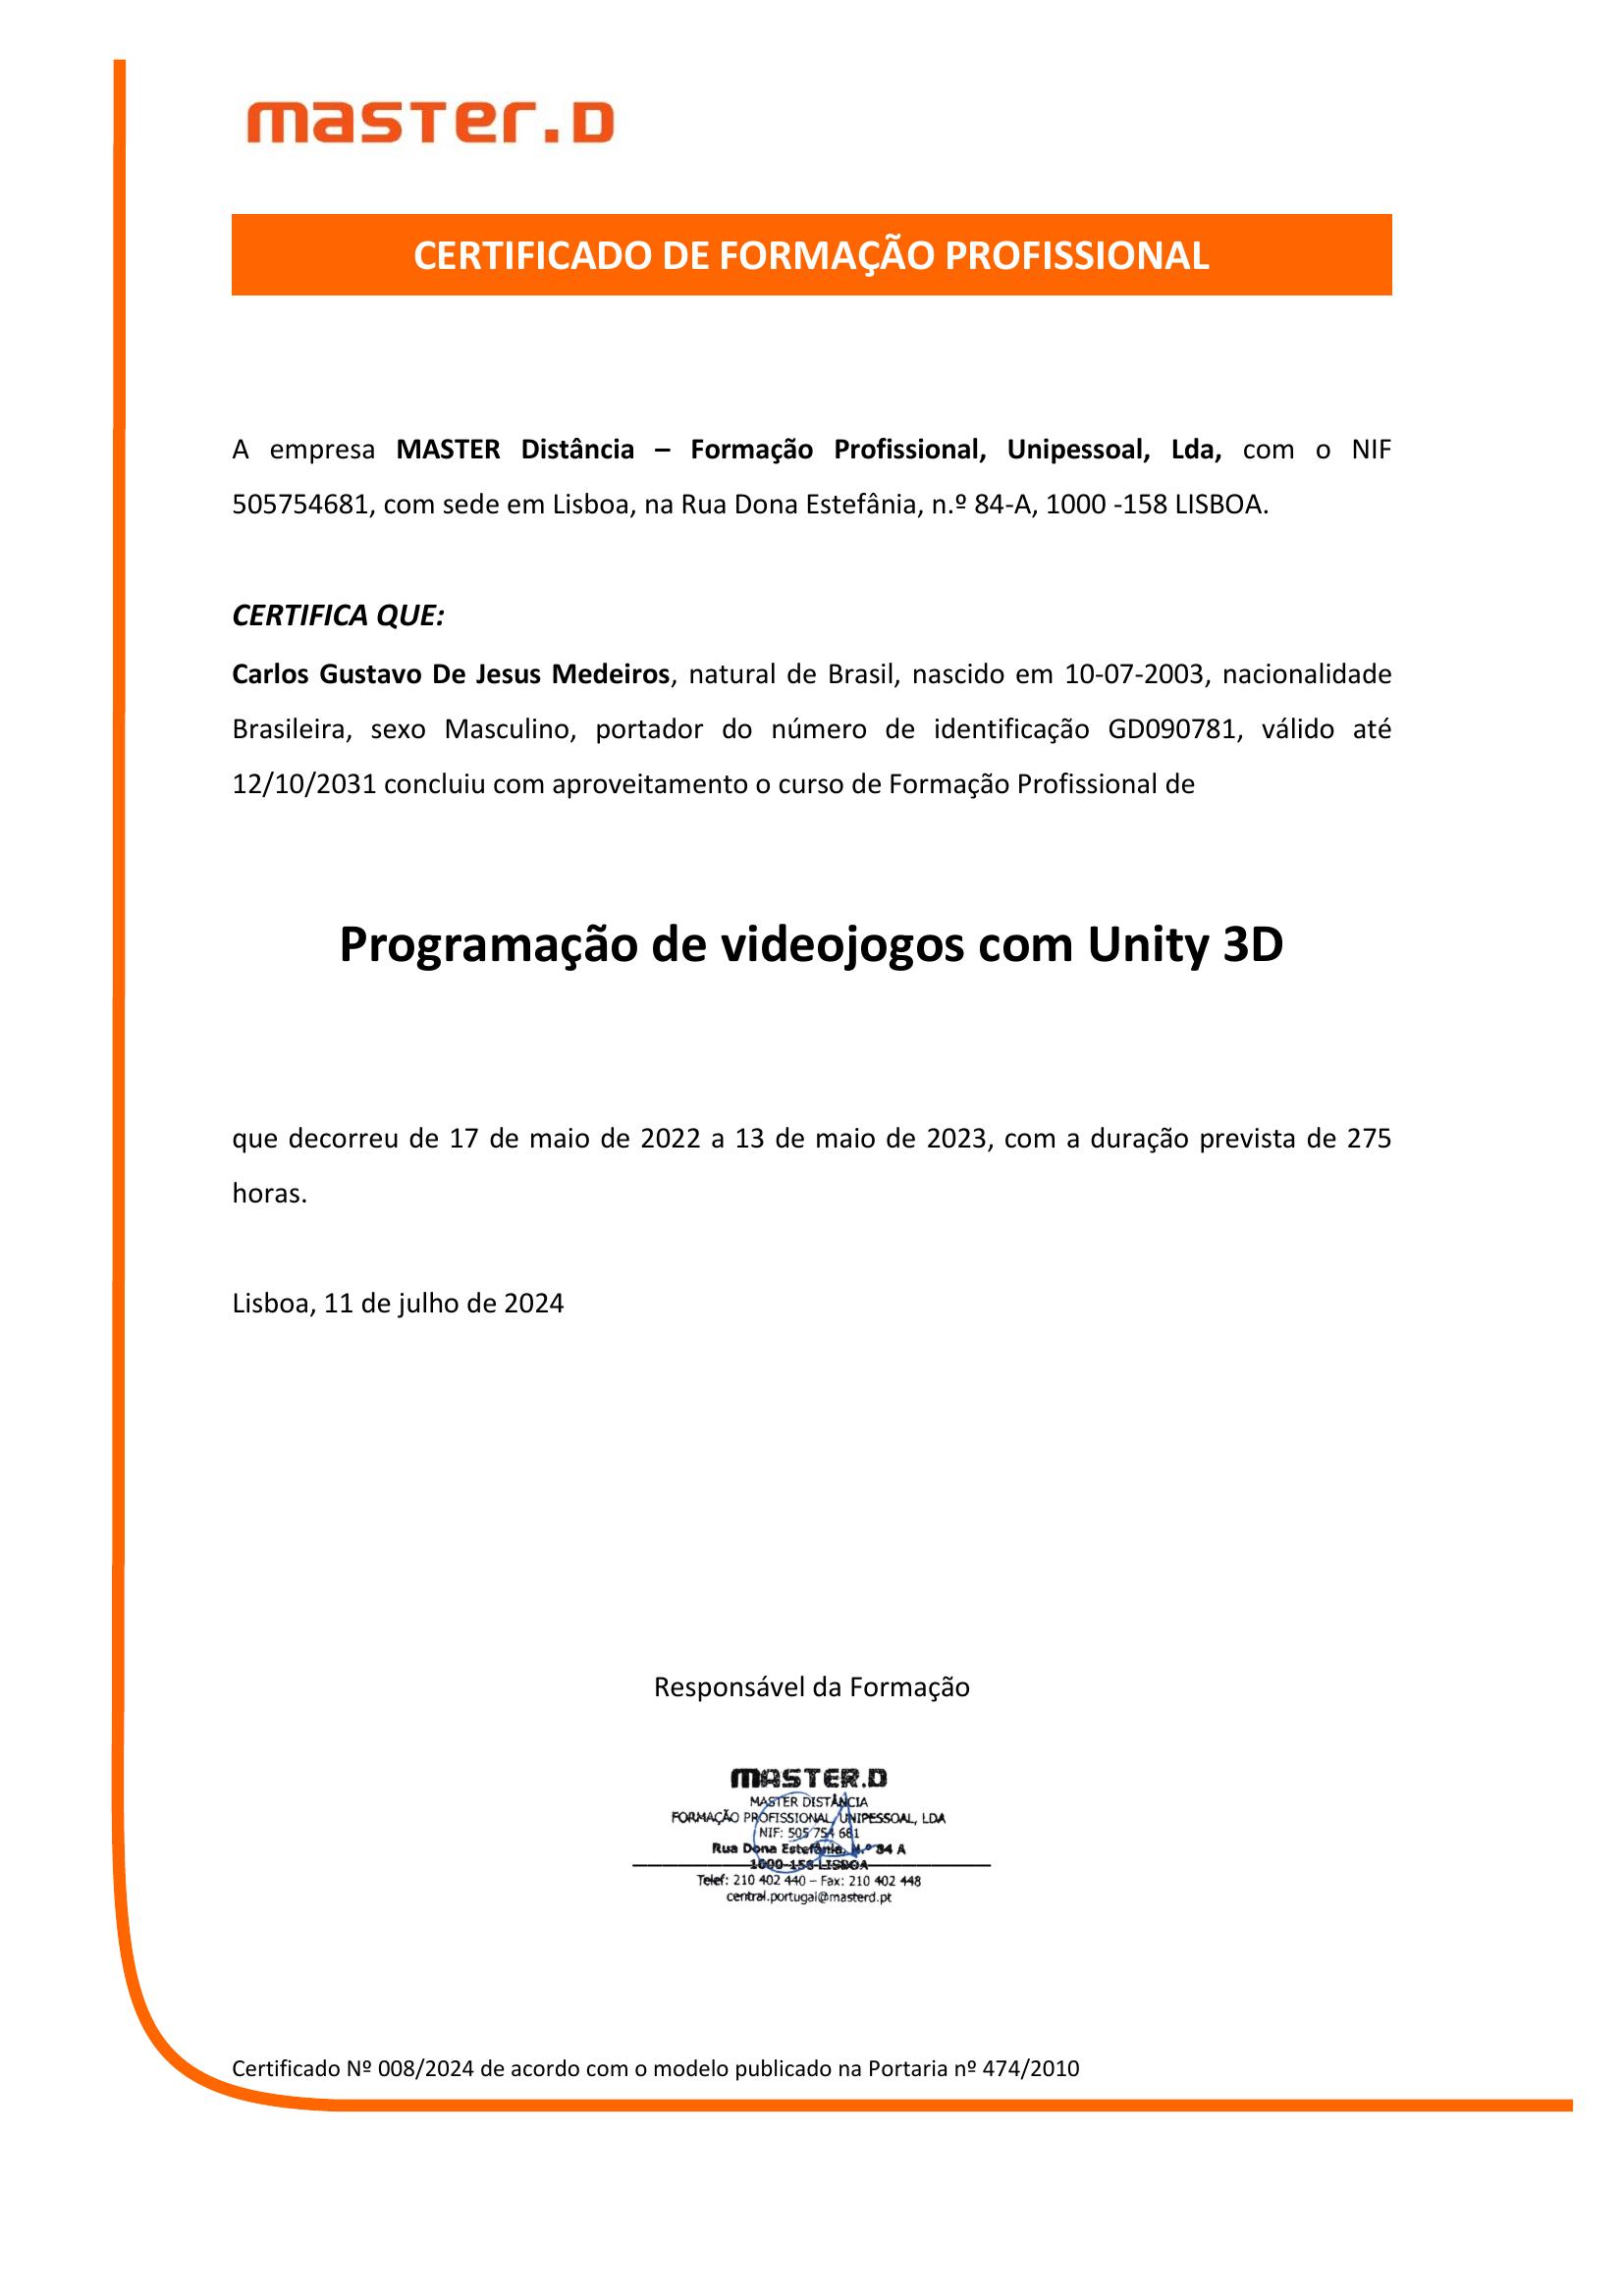 master.D
CERTIFICADO DE FORMAÇÃO PROFISSIONAL
A empresa MASTER Distância – Formação Profissional, Unipessoal, Lda, com o NIF
505754681, com sede em Lisboa, na Rua Dona Estefânia, n.º 84-A, 1000 -158 LISBOA.
CERTIFICA QUE:
Carlos Gustavo De Jesus Medeiros, natural de Brasil, nascido em 10-07-2003, nacionalidade
Brasileira, sexo Masculino, portador do número de identificação GD090781, válido até
12/10/2031 concluiu com aproveitamento o curso de Formação Profissional de
Programação de videojogos com Unity 3D
que decorreu de 17 de maio de 2022 a 13 de maio de 2023, com a duração prevista de 275
horas.
Lisboa, 11 de julho de 2024
Responsável da Formação
MASTER.D
MASTER DISTÂNCIA
FORMAÇÃO PROFISSIONAL, UNIPESSOAL, LDA
NIF: 505 754 681
Rua Dona Estefânia, N.º 84 A
1000-158 LISBOA
Telef: 210 402 440 – Fax: 210 402 448
central.portugal@masterd.pt
Certificado Nº 008/2024 de acordo com o modelo publicado na Portaria nº 474/2010